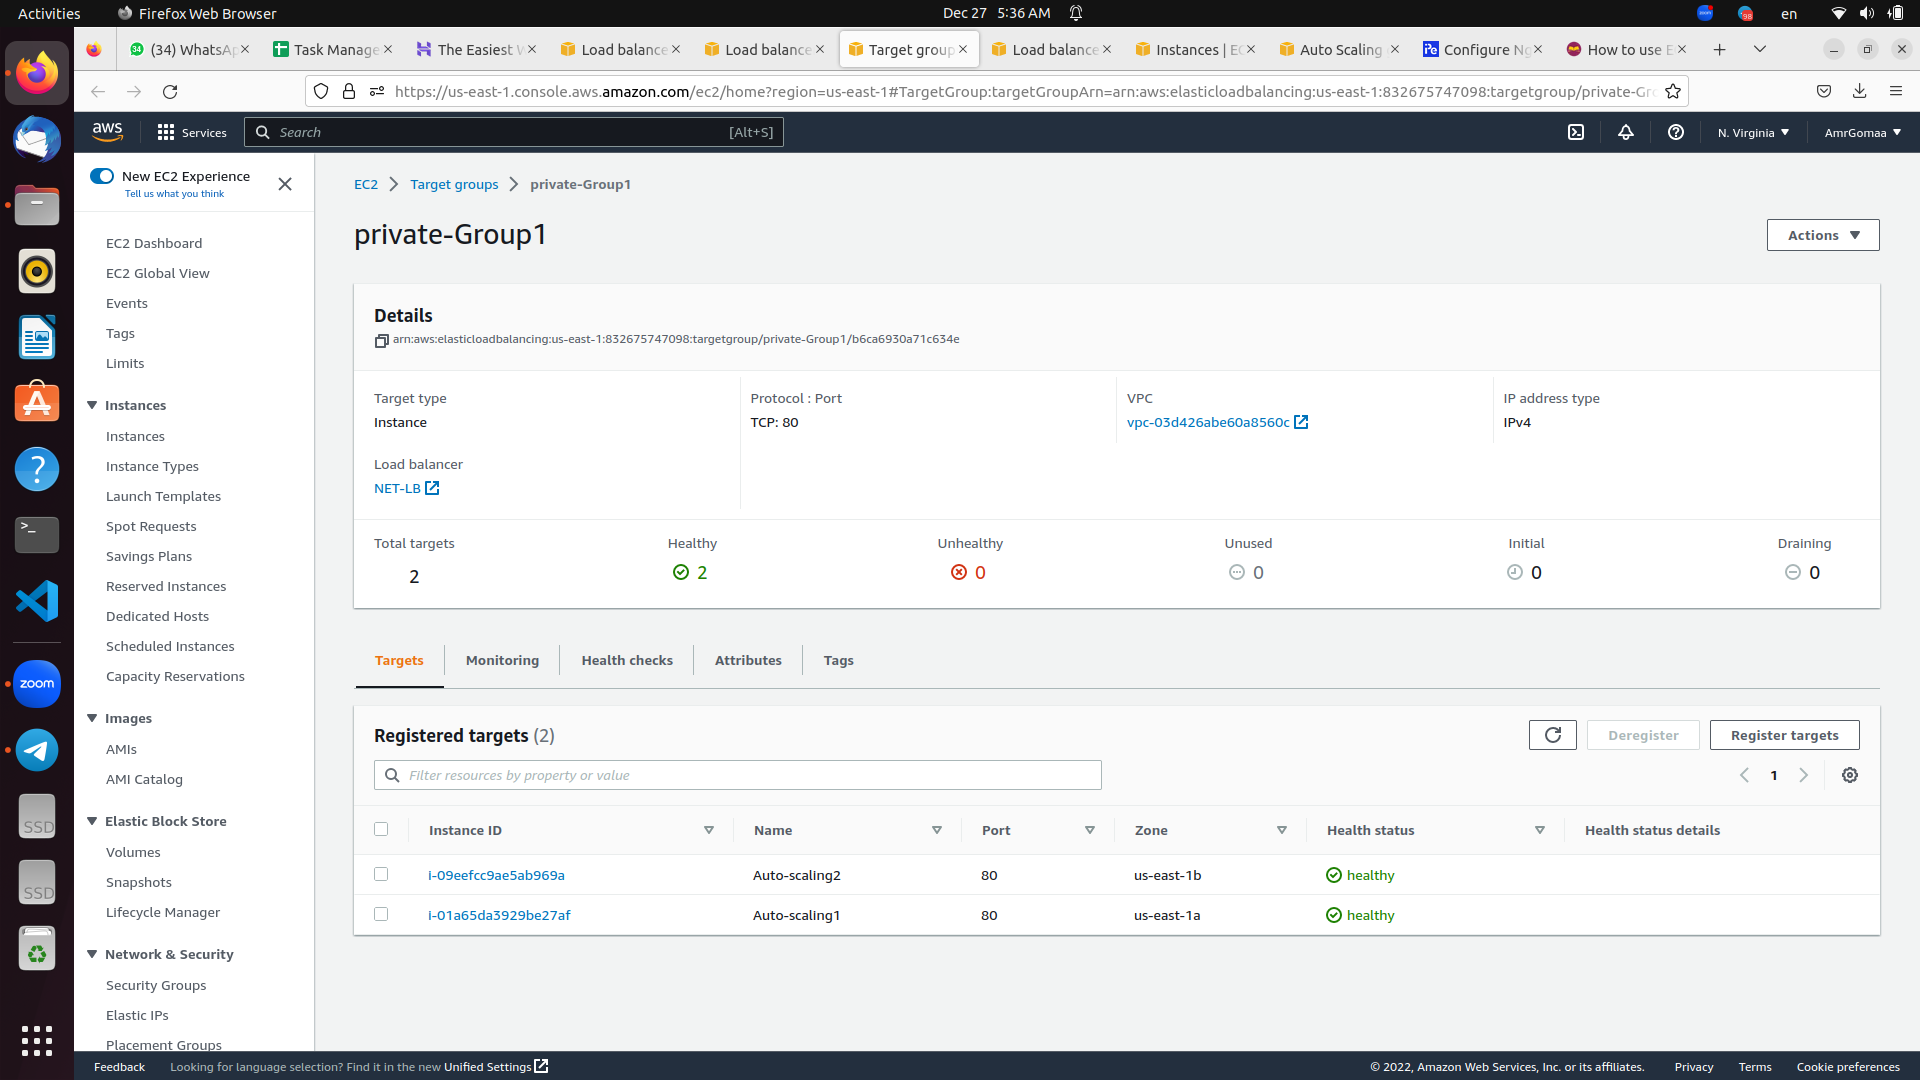 Activities
Firefox Web Browser
Dec 27 5:36 AM
98
en
34
(34) WhatsAp
Task Manage
The Easiest W
Load balance
Load balance
Target group
Load balance
Instances | EC
Auto Scaling
Configure Ng
How to use E
https://us-east-1.console.aws.amazon.com/ec2/home?region=us-east-1#TargetGroup:targetGroupArn=arn:aws:elasticloadbalancing:us-east-1:832675747098:targetgroup/private-Gro
aws
Services
Search
[Alt+S]
N. Virginia
AmrGomaa
New EC2 Experience
Tell us what you think
EC2 Dashboard
EC2 Global View
Events
Tags
Limits
Instances
Instances
Instance Types
Launch Templates
Spot Requests
Savings Plans
Reserved Instances
Dedicated Hosts
Scheduled Instances
Capacity Reservations
Images
AMIs
AMI Catalog
Elastic Block Store
Volumes
Snapshots
Lifecycle Manager
Network & Security
Security Groups
Elastic IPs
Placement Groups
zoom
SSD
SSD
EC2
Target groups
private-Group1
private-Group1
Actions
Details
arn:aws:elasticloadbalancing:us-east-1:832675747098:targetgroup/private-Group1/b6ca6930a71c634e
Target type
Instance
Protocol : Port
TCP: 80
VPC
vpc-03d426abe60a8560c
IP address type
IPv4
Load balancer
NET-LB
Total targets
2
Healthy
2
Unhealthy
0
Unused
0
Initial
0
Draining
0
Targets
Monitoring
Health checks
Attributes
Tags
Registered targets (2)
Deregister
Register targets
Filter resources by property or value
1
Instance ID
Name
Port
Zone
Health status
Health status details
i-09eefcc9ae5ab969a
Auto-scaling2
80
us-east-1b
healthy
i-01a65da3929be27af
Auto-scaling1
80
us-east-1a
healthy
Feedback
Looking for language selection? Find it in the new Unified Settings
© 2022, Amazon Web Services, Inc. or its affiliates.
Privacy
Terms
Cookie preferences